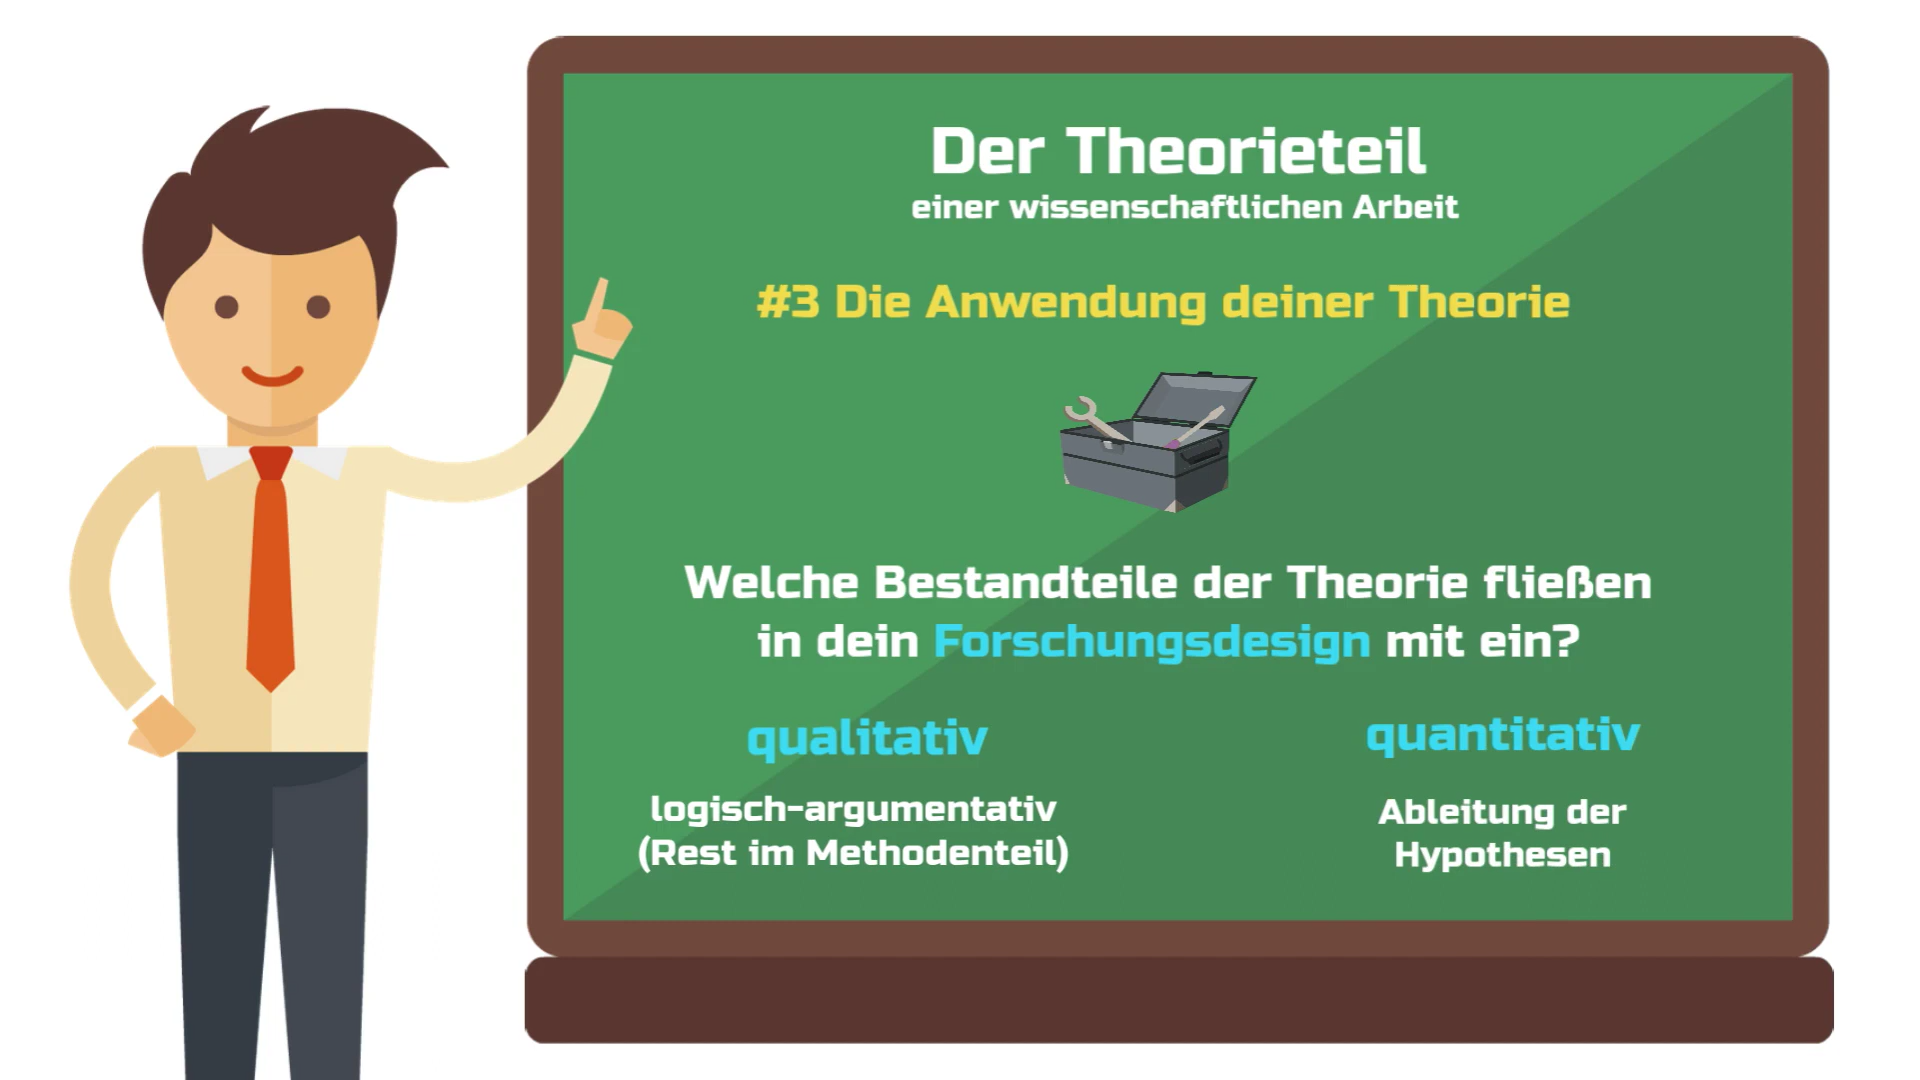 Der Theorieteil
einer wissenschaftlichen Arbeit
#3 Die Anwendung deiner Theorie
Welche Bestandteile der Theorie fließen
in dein Forschungsdesign mit ein?
qualitativ
logisch-argumentativ
(Rest im Methodenteil)
quantitativ
Ableitung der
Hypothesen